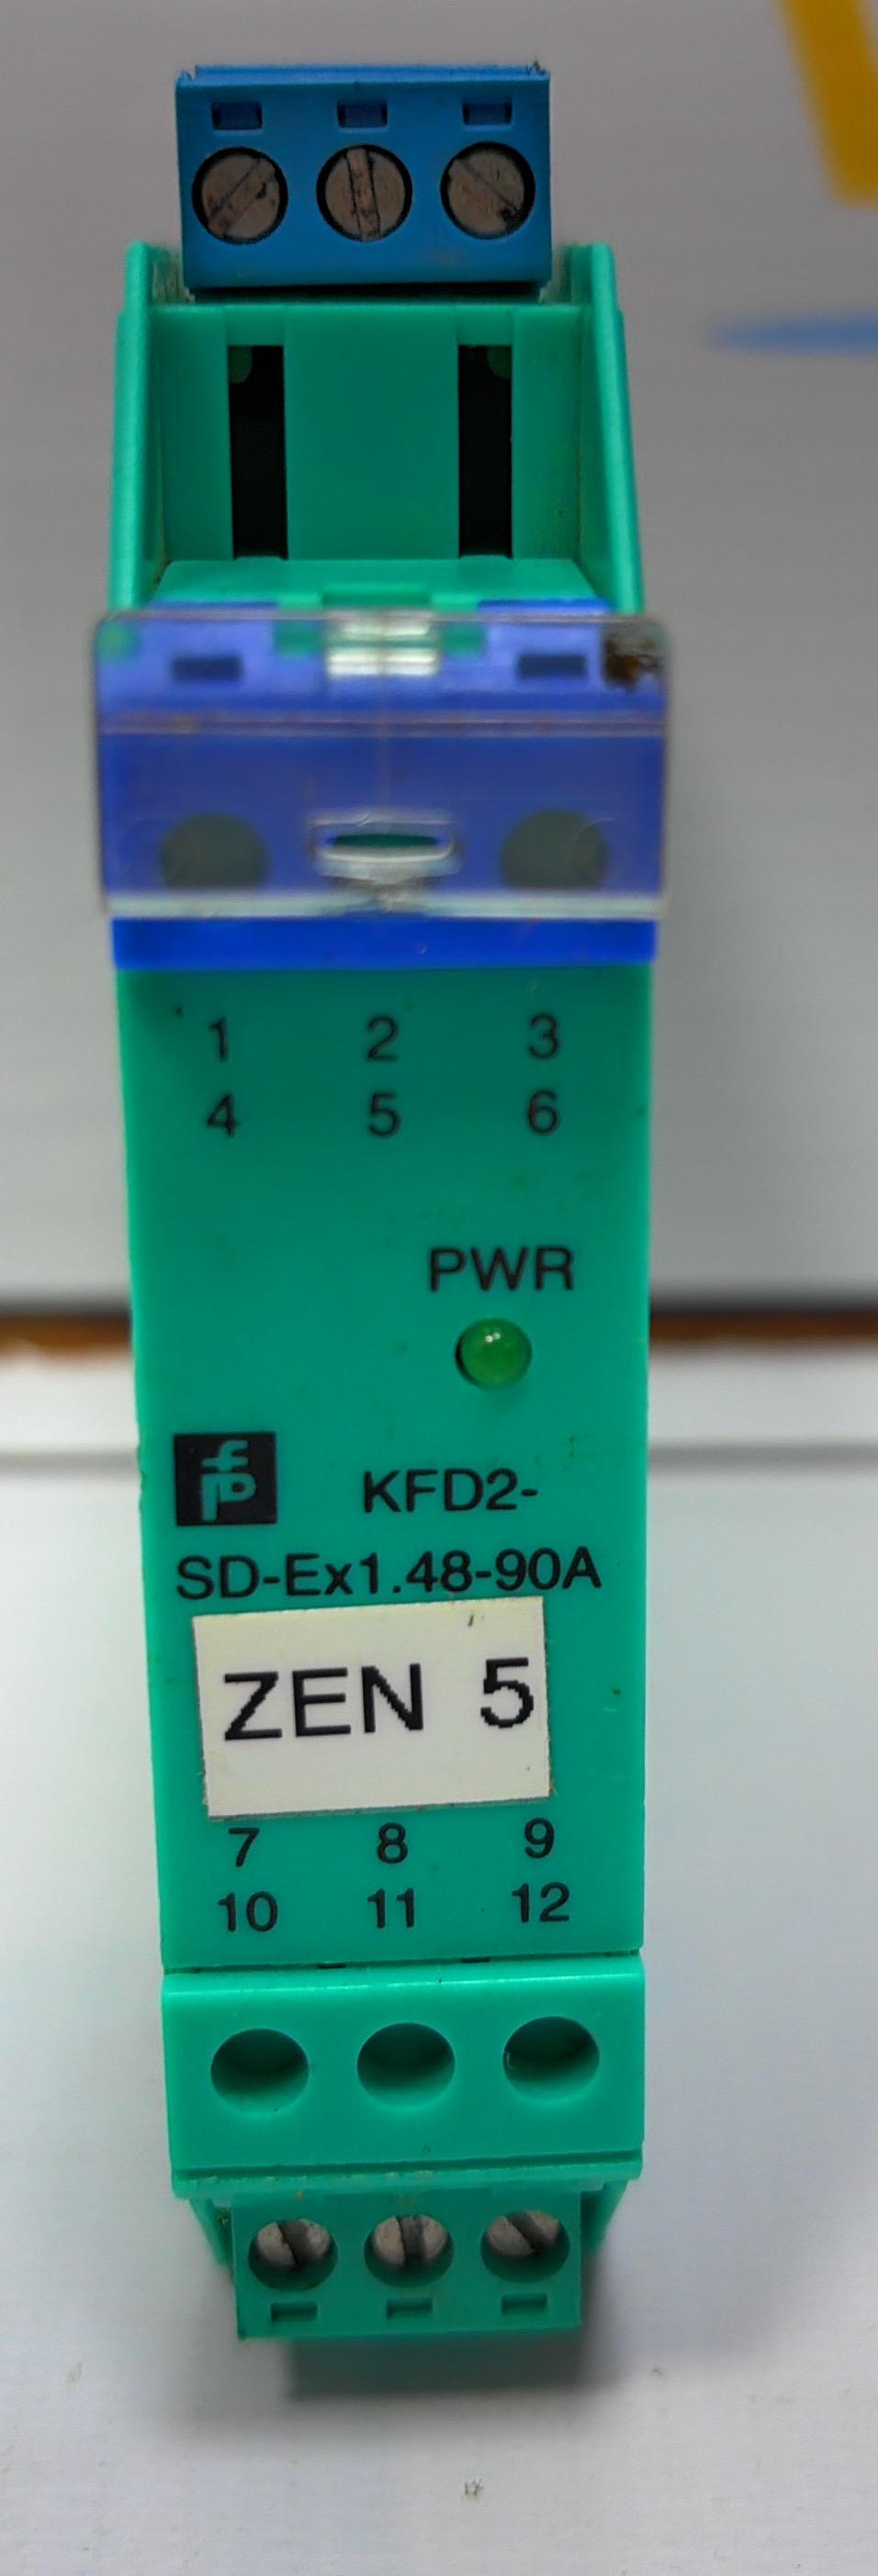 1 2 3
4 5 6
PWR
KFD2-
SD-Ex1.48-90A
ZEN 5
7 8 9
10 11 12